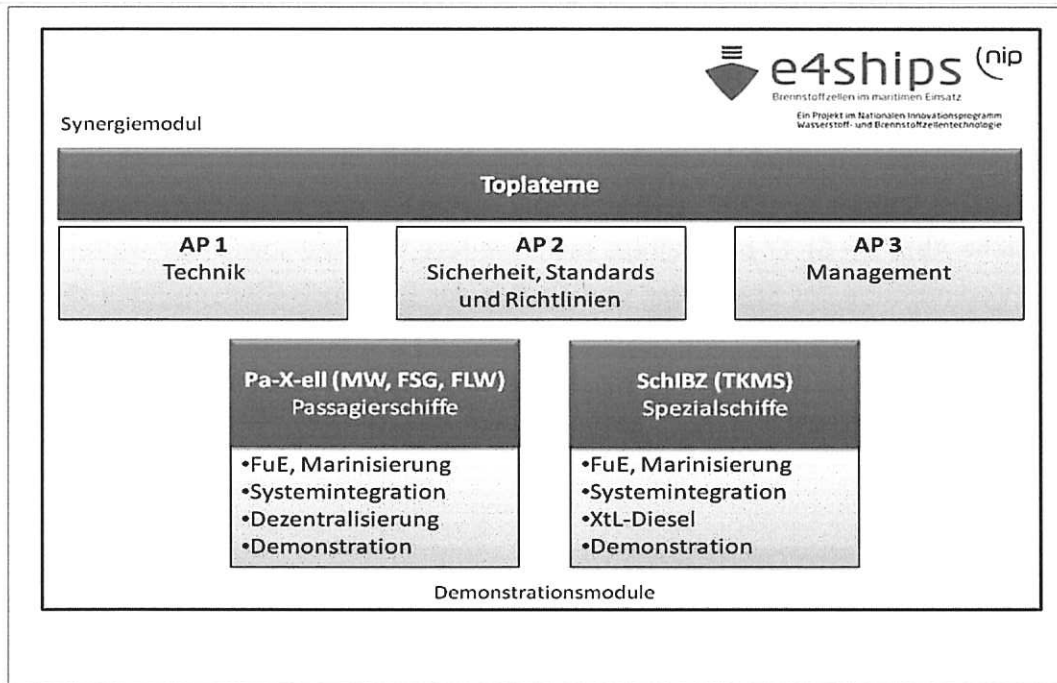 e4ships (nip
Brennstoffzellen im maritimen Einsatz
Ein Projekt im Nationalen Innovationsprogramm
Wasserstoff- und Brennstoffzellentechnologie
Synergiemodul
Toplaterne
AP 1
Technik
AP 2
Sicherheit, Standards
und Richtlinien
AP 3
Management
Pa-X-ell (MW, FSG, FLW)
Passagierschiffe
•FuE, Marinisierung
•Systemintegration
•Dezentralisierung
•Demonstration
SchIBZ (TKMS)
Spezialschiffe
•FuE, Marinisierung
•Systemintegration
•XtL-Diesel
•Demonstration
Demonstrationsmodule